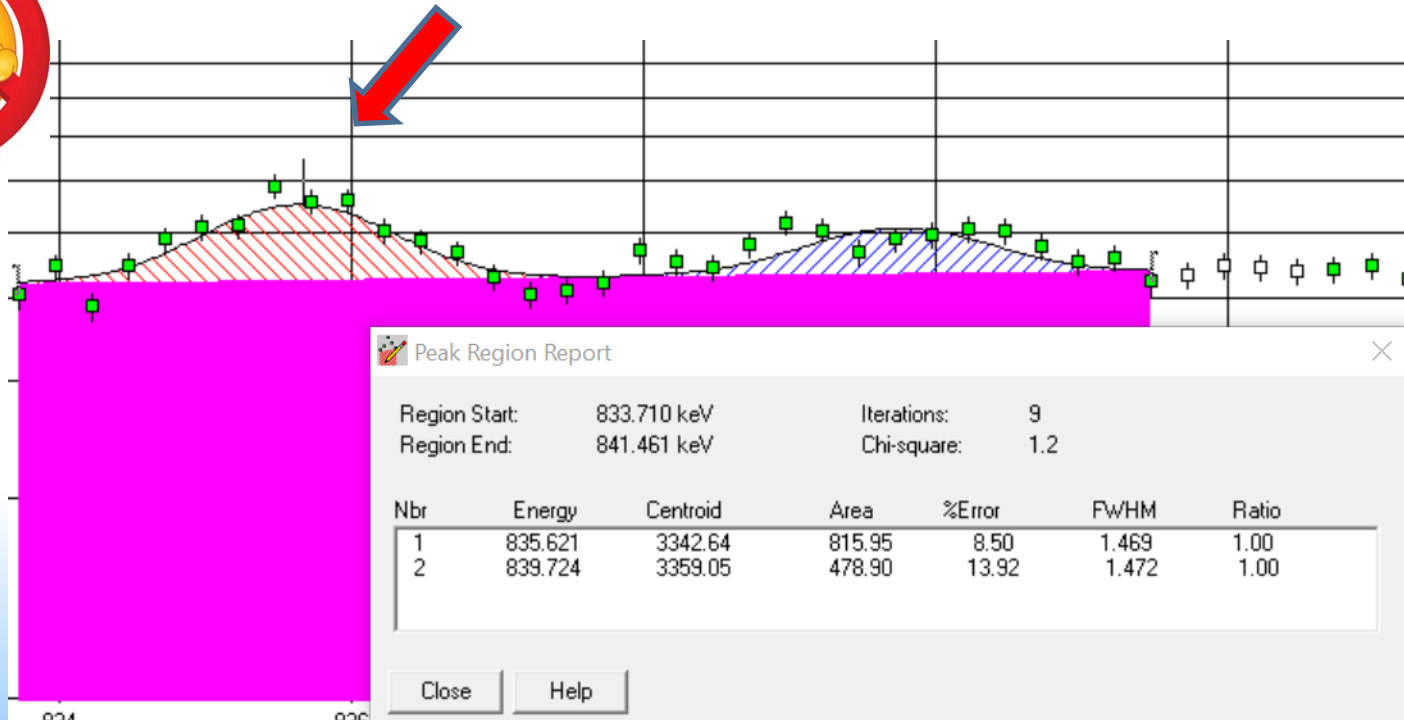 Peak Region Report
Region Start: 833.710 keV Iterations: 9
Region End: 841.461 keV Chi-square: 1.2
Nbr Energy Centroid Area %Error FWHM Ratio
1 835.621 3342.64 815.95 8.50 1.469 1.00
2 839.724 3359.05 478.90 13.92 1.472 1.00
Close Help
834